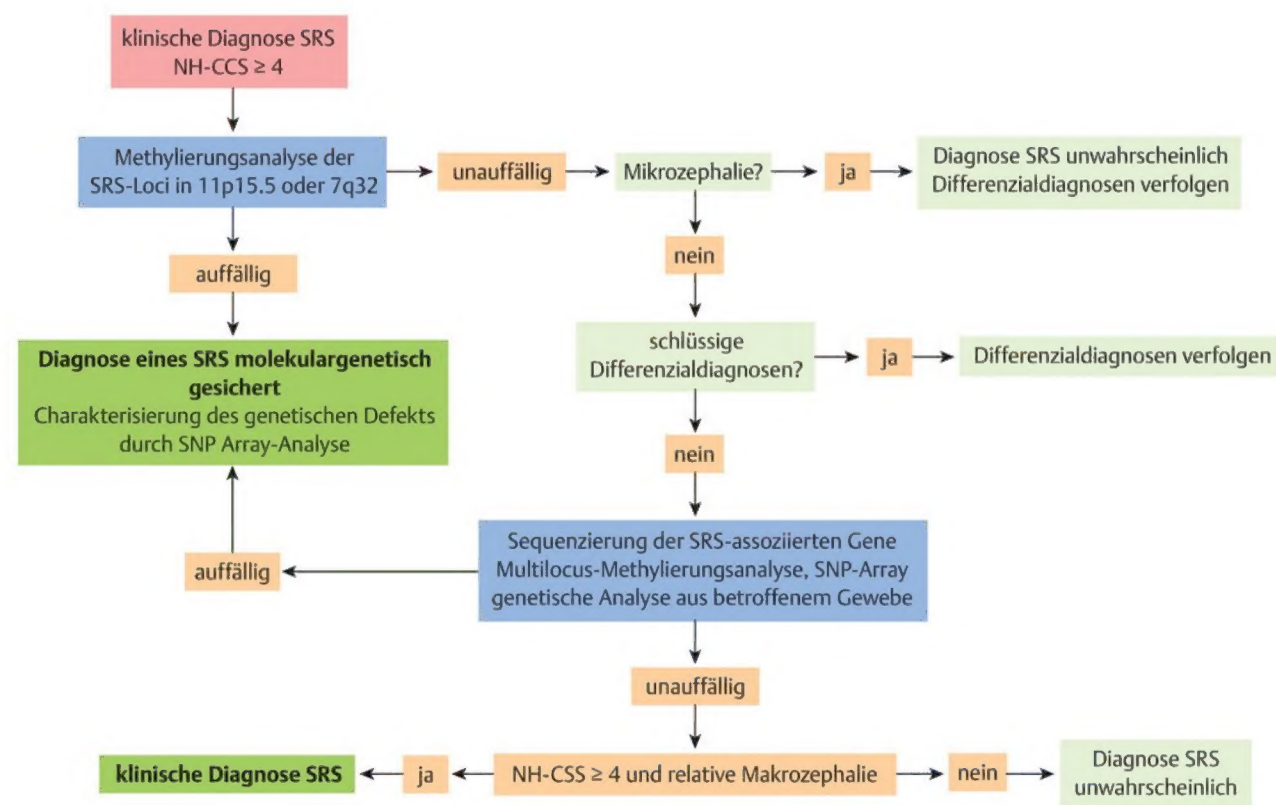 klinische Diagnose SRS
NH-CCS ≥ 4
Methylierungsanalyse der
SRS-Loci in 11p15.5 oder 7q32
unauffällig
Mikrozephalie?
ja
Diagnose SRS unwahrscheinlich
Differenzialdiagnosen verfolgen
auffällig
nein
Diagnose eines SRS molekulargenetisch
gesichert
Charakterisierung des genetischen Defekts
durch SNP Array-Analyse
schlüssige
Differenzialdiagnosen?
ja
Differenzialdiagnosen verfolgen
nein
auffällig
Sequenzierung der SRS-assoziierten Gene
Multilocus-Methylierungsanalyse, SNP-Array
genetische Analyse aus betroffenem Gewebe
unauffällig
klinische Diagnose SRS
ja
NH-CSS ≥ 4 und relative Makrozephalie
nein
Diagnose SRS
unwahrscheinlich